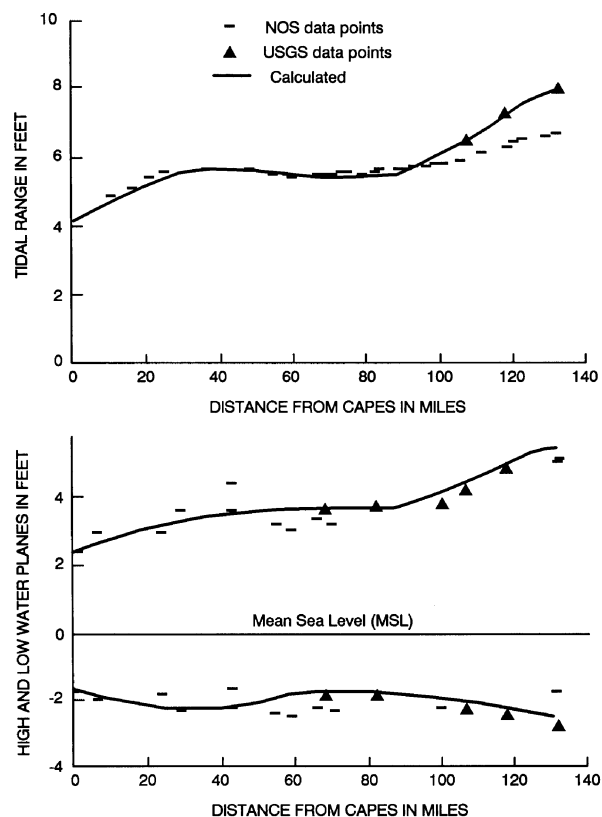 NOS data points
USGS data points
Calculated
TIDAL RANGE IN FEET
10
8
6
4
2
0
0 20 40 60 80 100 120 140
DISTANCE FROM CAPES IN MILES
HIGH AND LOW WATER PLANES IN FEET
4
2
Mean Sea Level (MSL)
0
-2
-4
0 20 40 60 80 100 120 140
DISTANCE FROM CAPES IN MILES